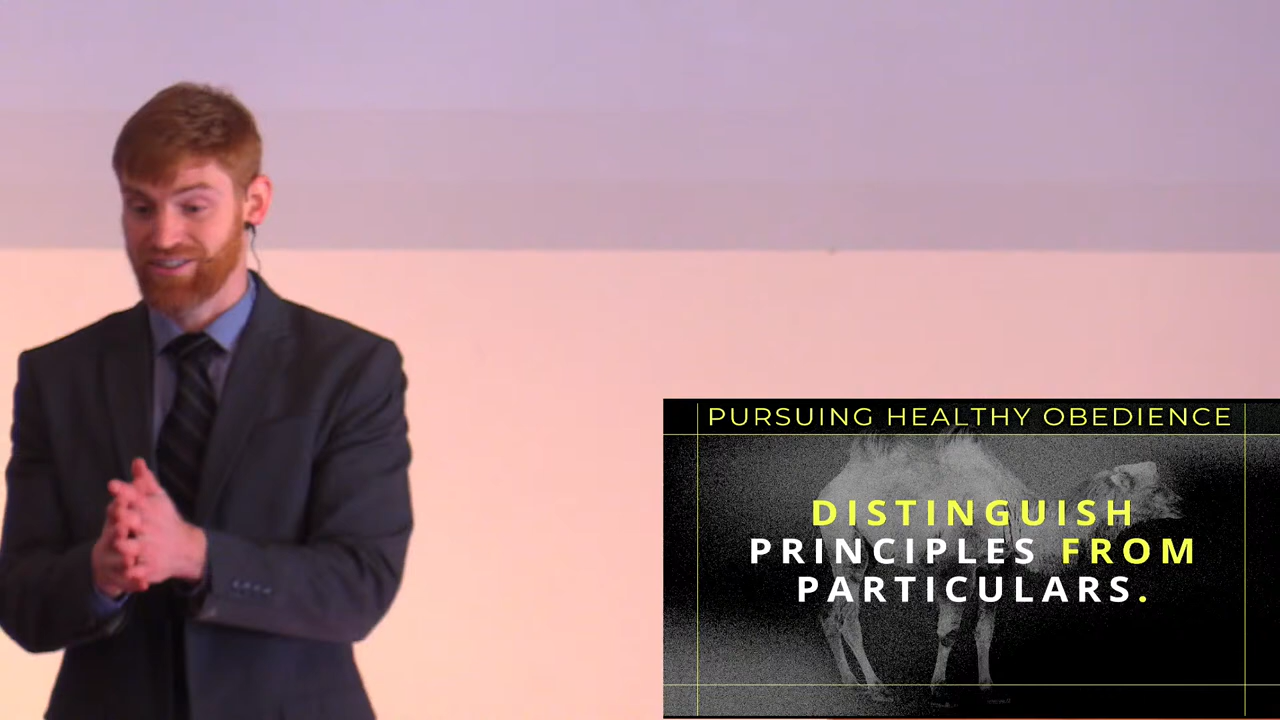 PURSUING HEALTHY OBEDIENCE
DISTINGUISH
PRINCIPLES FROM
PARTICULARS.